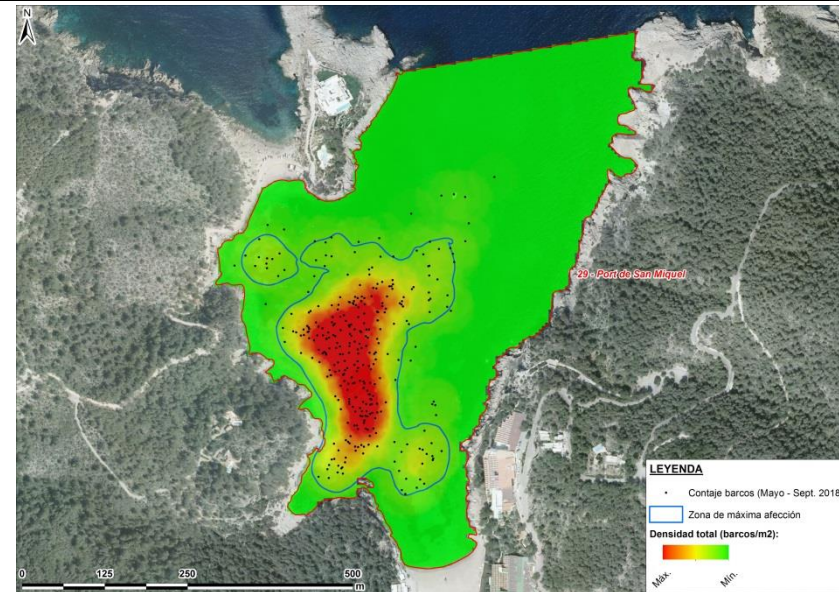 N
29 - Port de San Miquel
LEYENDA
Contaje barcos (Mayo - Sept. 2018
Zona de máxima afección
Densidad total (barcos/m2):
Máx. Mín.
0 125 250 500
m